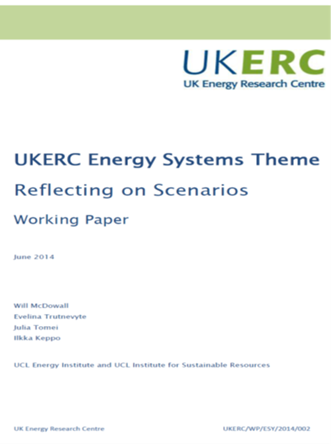 UKERC
UK Energy Research Centre
UKERC Energy Systems Theme
Reflecting on Scenarios
Working Paper
June 2014
Will McDowall
Evelina Trutnevyte
Julia Tomei
Ilkka Keppo
UCL Energy Institute and UCL Institute for Sustainable Resources
UK Energy Research Centre UKERC/WP/ESY/2014/002